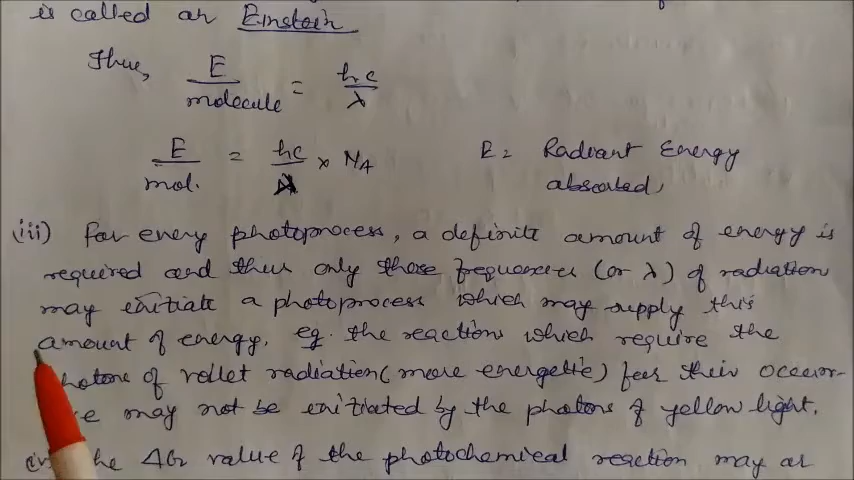 is called an Einstein
Thus, E/molecule = hc/λ
E/mol. = hc/λ × NA    E = Radiant Energy
absorbed,
(iii) For every photoprocess, a definite amount of energy is
required and thus only those frequencies (or λ) of radiation
may initiate a photoprocess which may supply this
amount of energy. eg. the reactions which require the
photons of violet radiation (more energetic) for their occurr-
may not be initiated by the photons of yellow light.
The ΔG value of the photochemical reaction may or